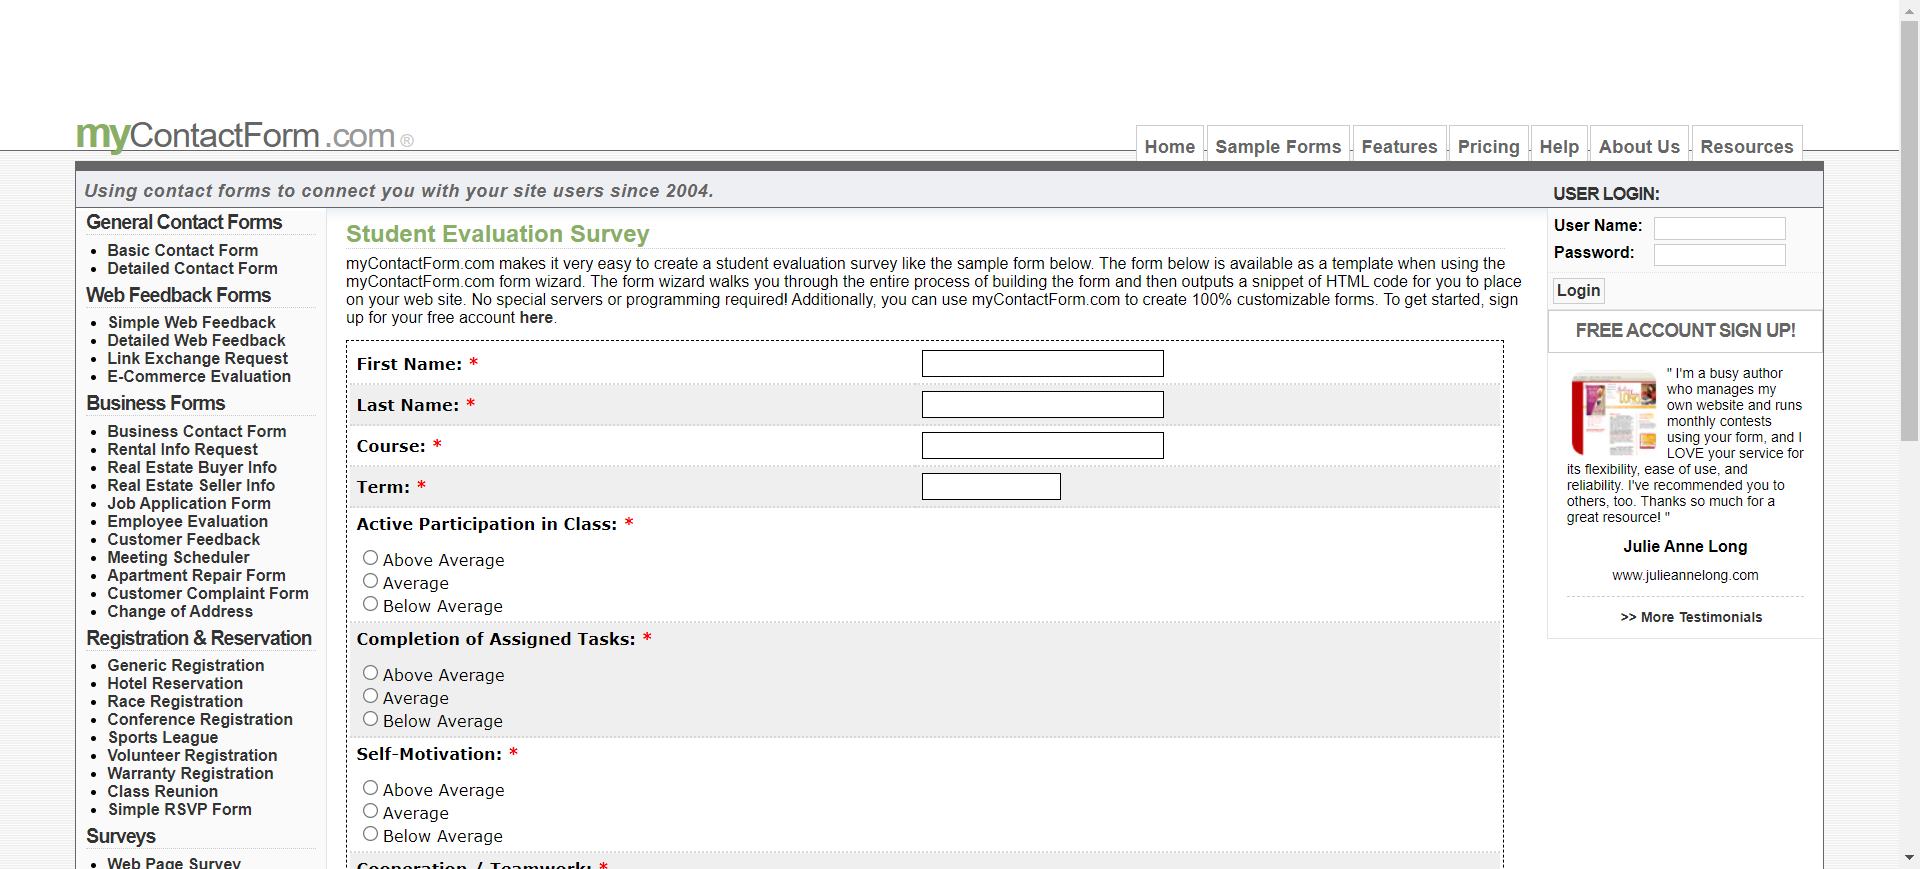 myContactForm.com®
Home
Sample Forms
Features
Pricing
Help
About Us
Resources
Using contact forms to connect you with your site users since 2004.
USER LOGIN:
General Contact Forms
Basic Contact Form
Detailed Contact Form
Web Feedback Forms
Simple Web Feedback
Detailed Web Feedback
Link Exchange Request
E-Commerce Evaluation
Business Forms
Business Contact Form
Rental Info Request
Real Estate Buyer Info
Real Estate Seller Info
Job Application Form
Employee Evaluation
Customer Feedback
Meeting Scheduler
Apartment Repair Form
Customer Complaint Form
Change of Address
Registration & Reservation
Generic Registration
Hotel Reservation
Race Registration
Conference Registration
Sports League
Volunteer Registration
Warranty Registration
Class Reunion
Simple RSVP Form
Surveys
Web Page Survey
Student Evaluation Survey
myContactForm.com makes it very easy to create a student evaluation survey like the sample form below. The form below is available as a template when using the
myContactForm.com form wizard. The form wizard walks you through the entire process of building the form and then outputs a snippet of HTML code for you to place
on your web site. No special servers or programming required! Additionally, you can use myContactForm.com to create 100% customizable forms. To get started, sign
up for your free account here.
First Name: *
Last Name: *
Course: *
Term: *
Active Participation in Class: *
Above Average
Average
Below Average
Completion of Assigned Tasks: *
Above Average
Average
Below Average
Self-Motivation: *
Above Average
Average
Below Average
Cooperation / Teamwork: *
User Name:
Password:
Login
FREE ACCOUNT SIGN UP!
" I'm a busy author
who manages my
own website and runs
monthly contests
using your form, and I
LOVE your service for
its flexibility, ease of use, and
reliability. I've recommended you to
others, too. Thanks so much for a
great resource! "
Julie Anne Long
www.julieannelong.com
>> More Testimonials